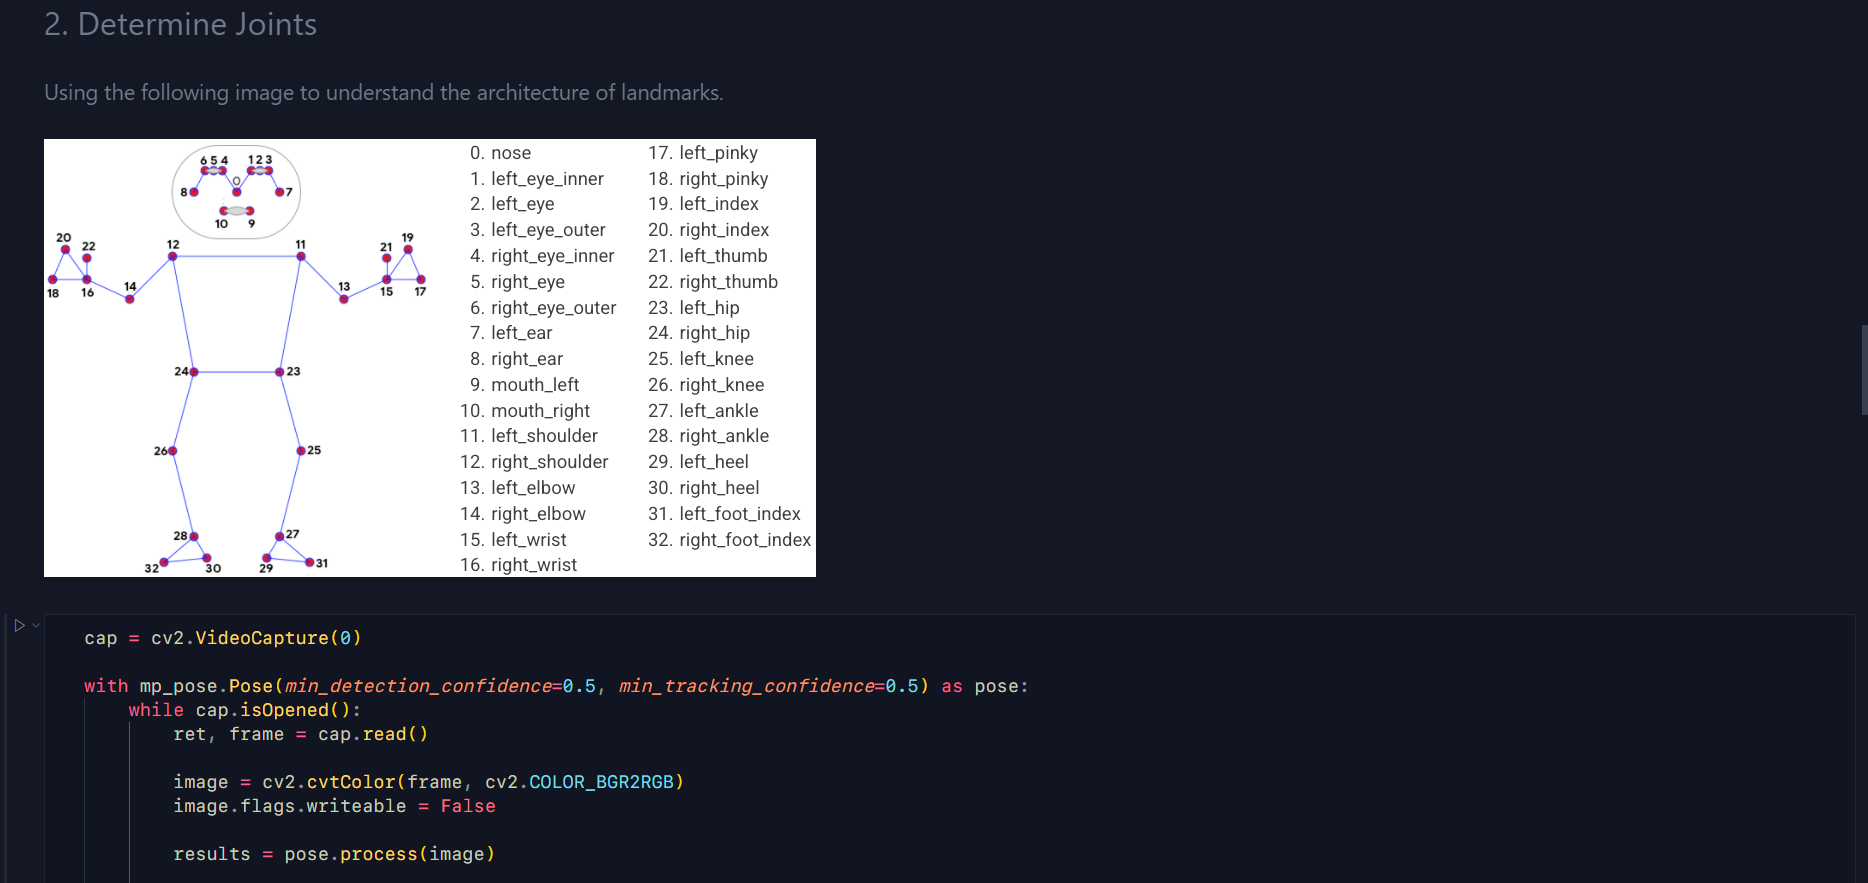 2. Determine Joints
Using the following image to understand the architecture of landmarks.
6 5 4 1 2 3
0
8 7
10 9
20 22 12 11 21 19
18 16 14 13 15 17
24 23
26 25
28 27
32 30 29 31
0. nose
1. left_eye_inner
2. left_eye
3. left_eye_outer
4. right_eye_inner
5. right_eye
6. right_eye_outer
7. left_ear
8. right_ear
9. mouth_left
10. mouth_right
11. left_shoulder
12. right_shoulder
13. left_elbow
14. right_elbow
15. left_wrist
16. right_wrist
17. left_pinky
18. right_pinky
19. left_index
20. right_index
21. left_thumb
22. right_thumb
23. left_hip
24. right_hip
25. left_knee
26. right_knee
27. left_ankle
28. right_ankle
29. left_heel
30. right_heel
31. left_foot_index
32. right_foot_index
cap = cv2.VideoCapture(0)
with mp_pose.Pose(min_detection_confidence=0.5, min_tracking_confidence=0.5) as pose:
while cap.isOpened():
ret, frame = cap.read()
image = cv2.cvtColor(frame, cv2.COLOR_BGR2RGB)
image.flags.writeable = False
results = pose.process(image)